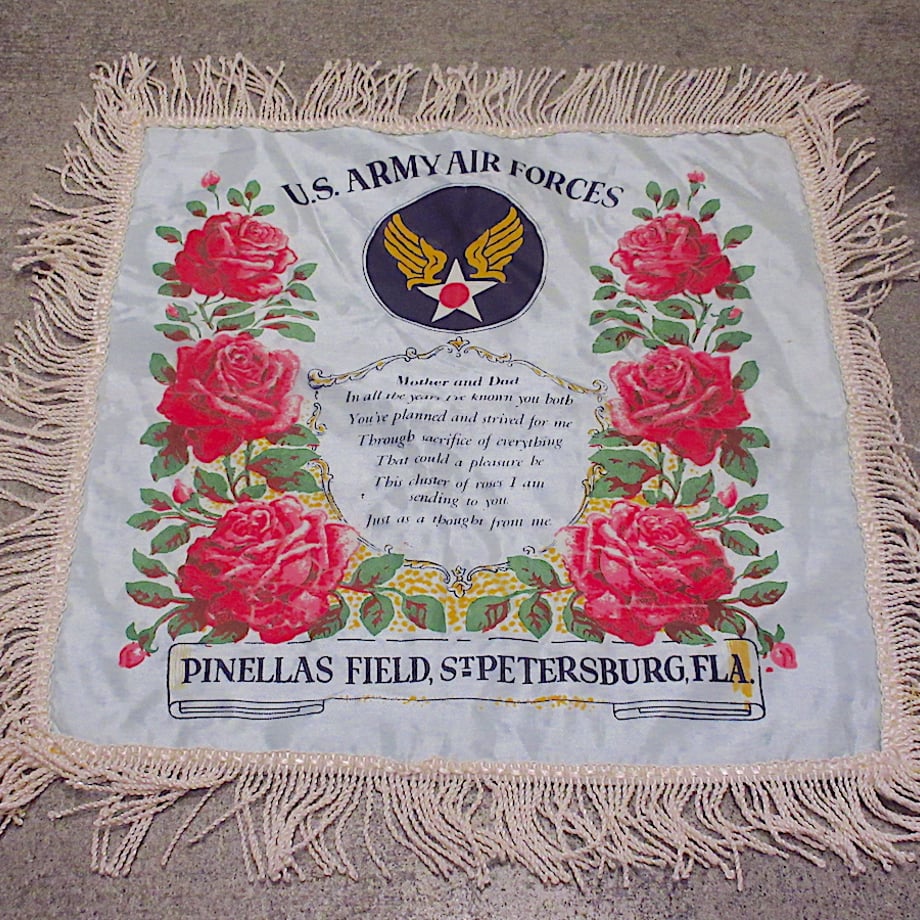 U.S. ARMY AIR FORCES
Mother and Dad
In all the years I've known you both
You've planned and strived for me
Through sacrifice of everything
That could a pleasure be
This cluster of roses I am
sending to you
Just as a thought from me
PINELLAS FIELD, ST PETERSBURG, FLA.